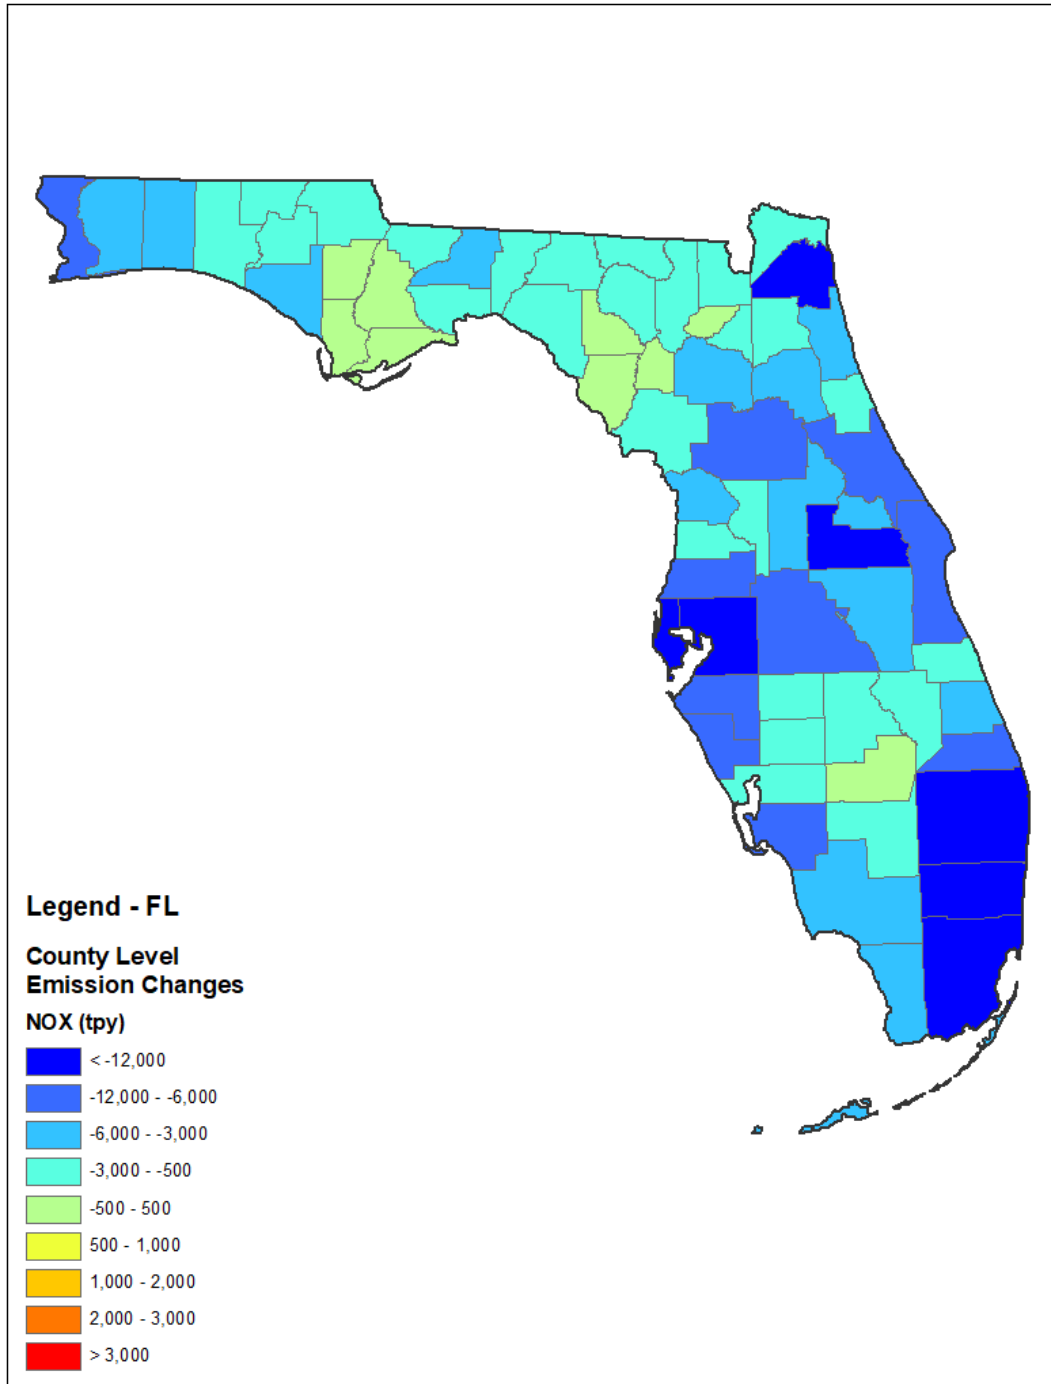 Legend - FL
County Level
Emission Changes
NOX (tpy)
< -12,000
-12,000 - -6,000
-6,000 - -3,000
-3,000 - -500
-500 - 500
500 - 1,000
1,000 - 2,000
2,000 - 3,000
> 3,000